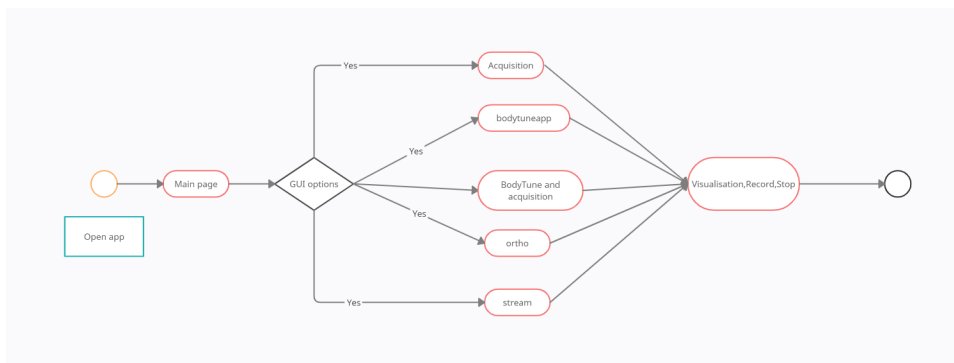 Yes
Acquisition
bodytuneapp
Yes
Main page
GUI options
BodyTune and
acquisition
Visualisation,Record,Stop
Yes
Open app
ortho
Yes
stream